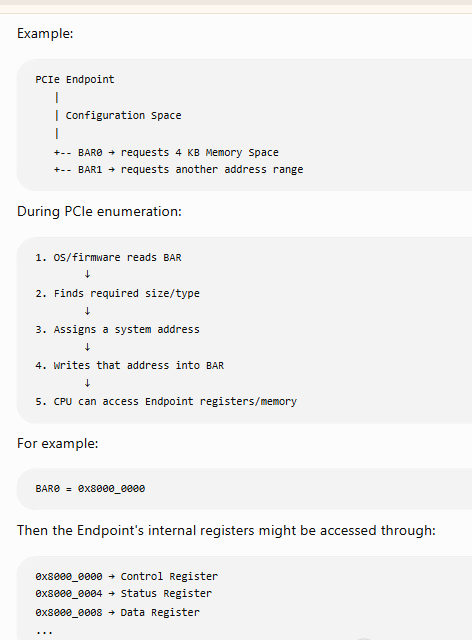 Example:
PCIe Endpoint
|
| Configuration Space
|
+-- BAR0 → requests 4 KB Memory Space
+-- BAR1 → requests another address range
During PCIe enumeration:
1. OS/firmware reads BAR
↓
2. Finds required size/type
↓
3. Assigns a system address
↓
4. Writes that address into BAR
↓
5. CPU can access Endpoint registers/memory
For example:
BAR0 = 0x8000_0000
Then the Endpoint's internal registers might be accessed through:
0x8000_0000 → Control Register
0x8000_0004 → Status Register
0x8000_0008 → Data Register
...